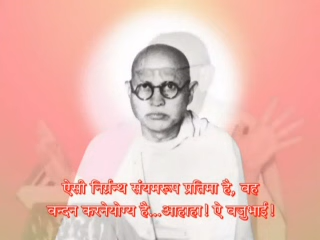 ऐसी निर्ग्रन्थ संयमरूप प्रतिमा है, वह
वन्दन करनेयोग्य है...आहाहा! ऐ वजुभाई!